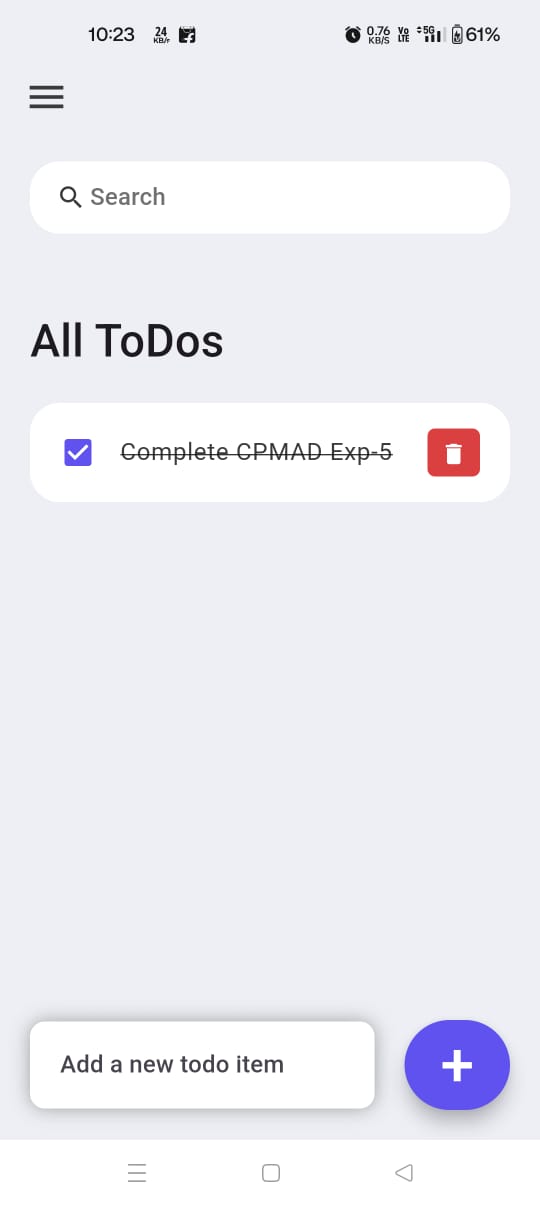 10:23 24 KB/s 0.76 KB/S Vo LTE 5G 61%
Search
All ToDos
Complete CPMAD Exp-5
Add a new todo item